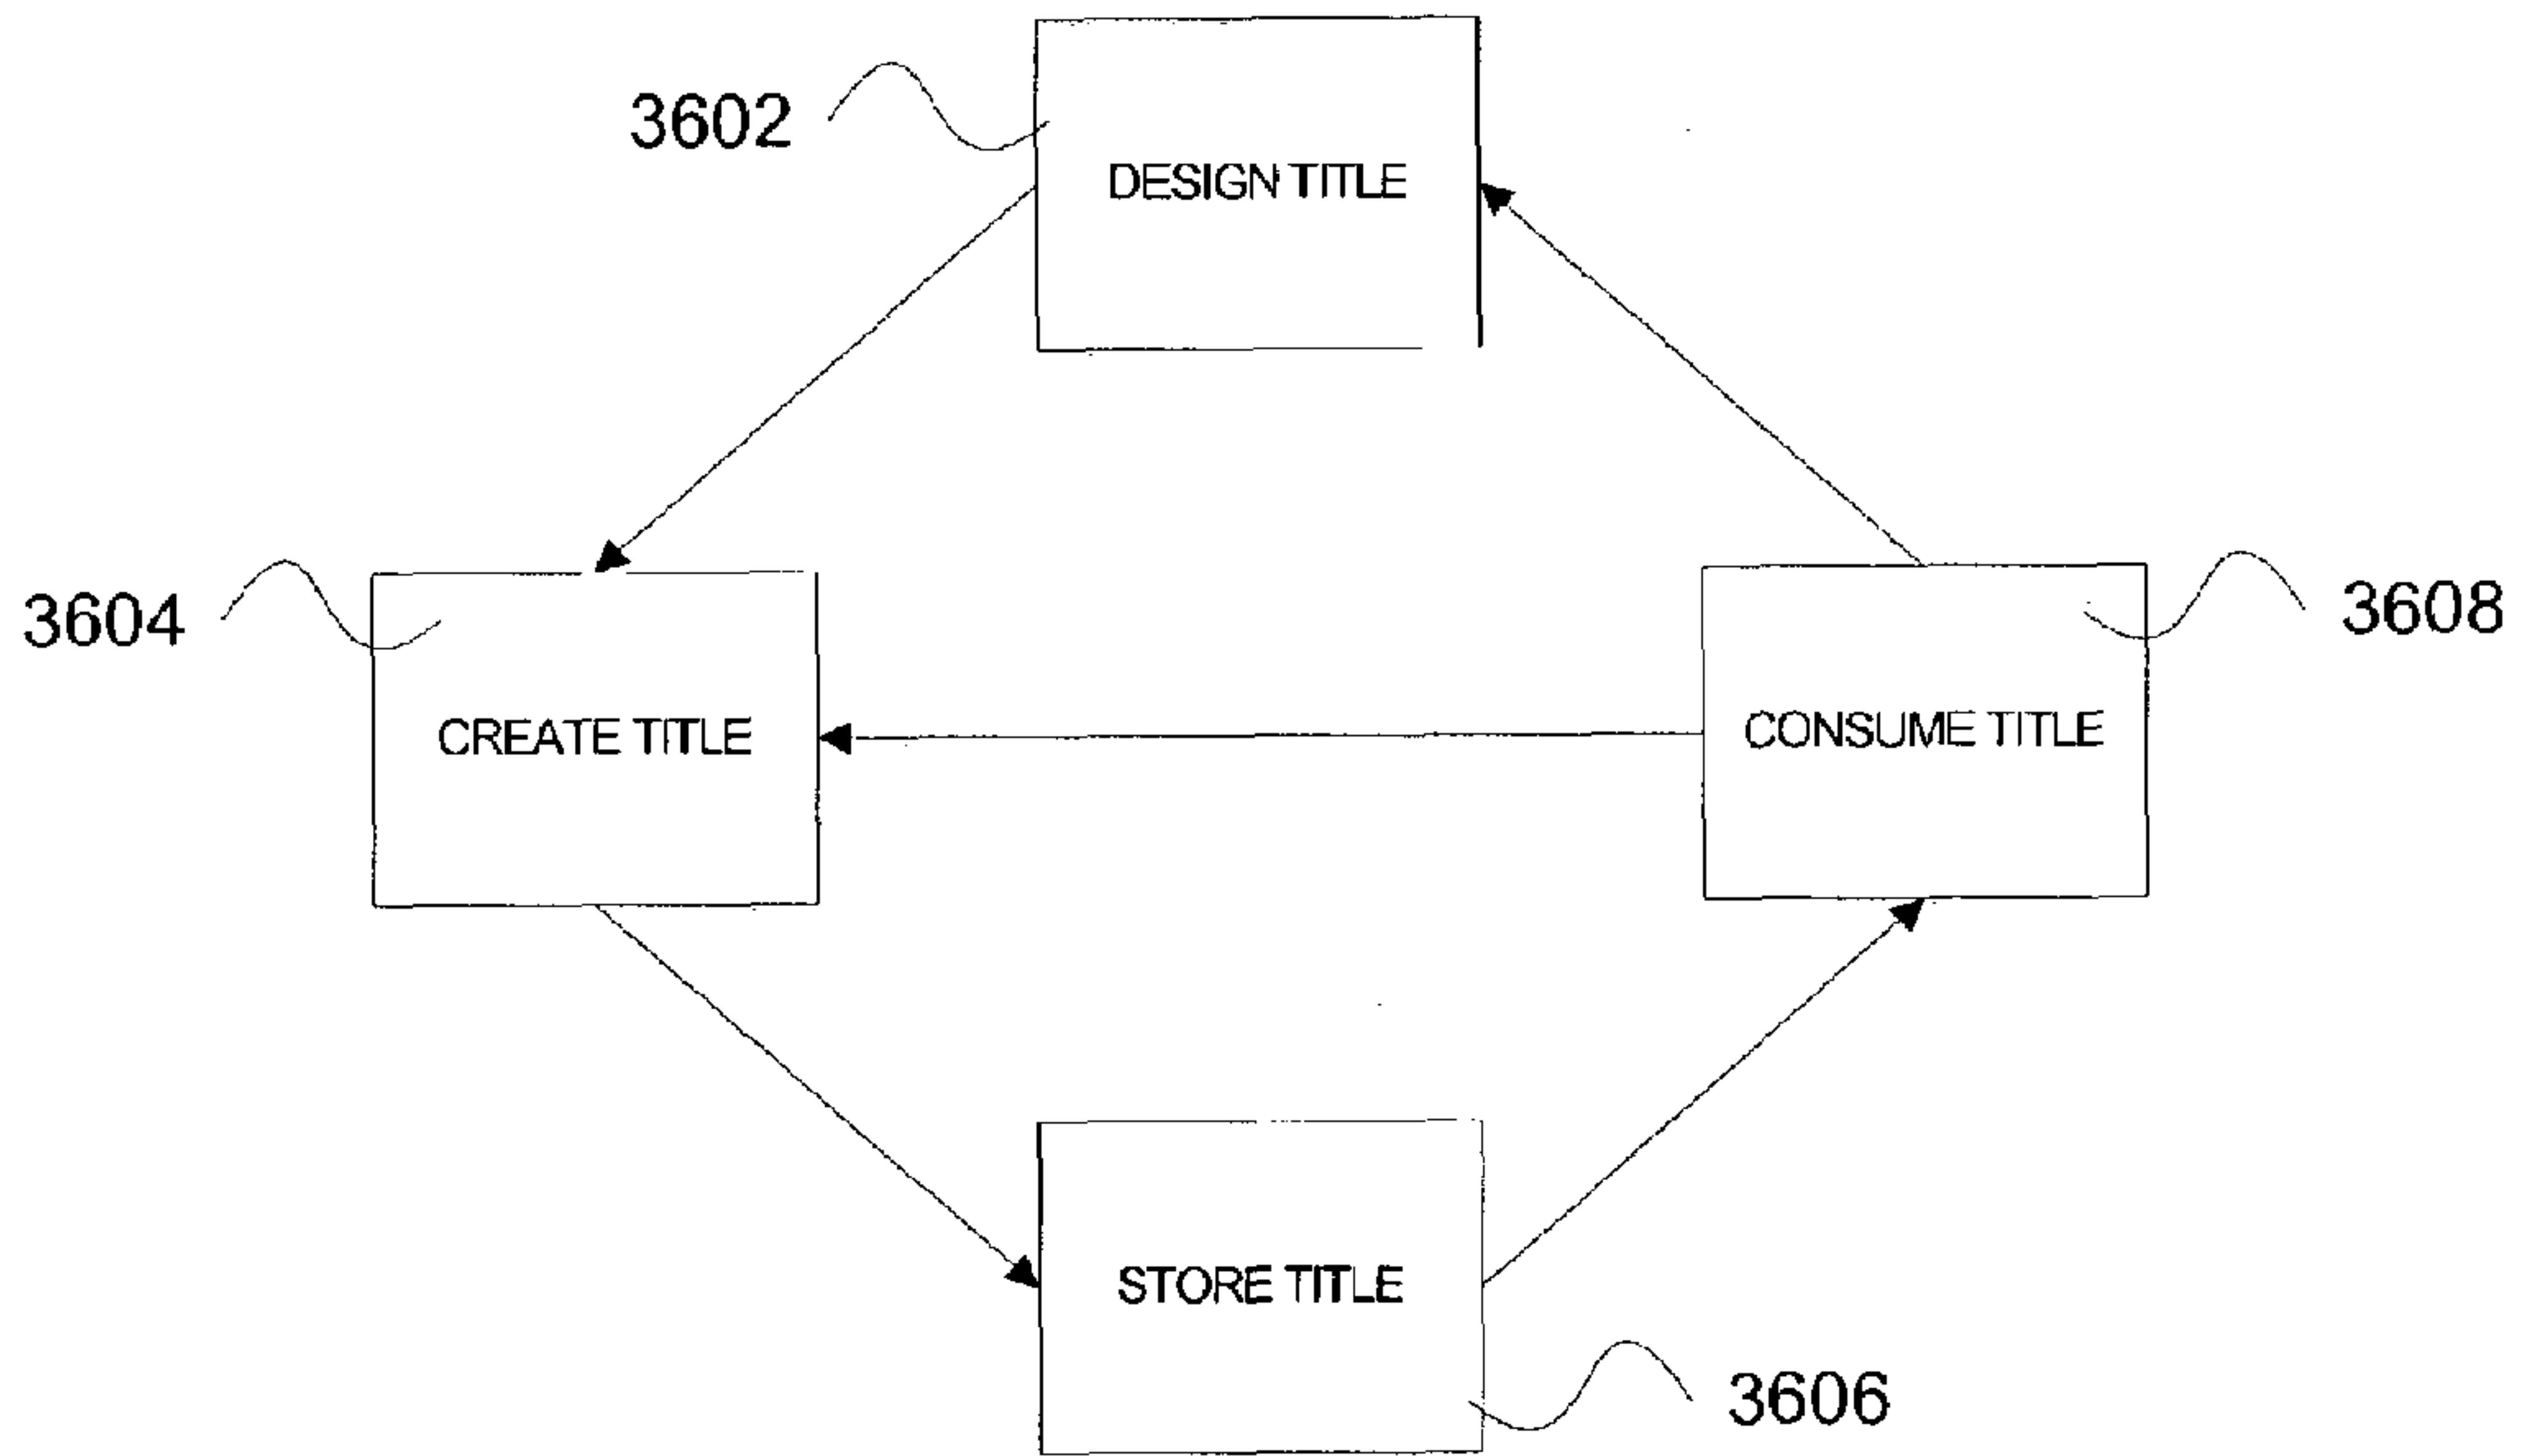 3602
DESIGN TITLE
3604
CREATE TITLE
CONSUME TITLE
3608
STORE TITLE
3606